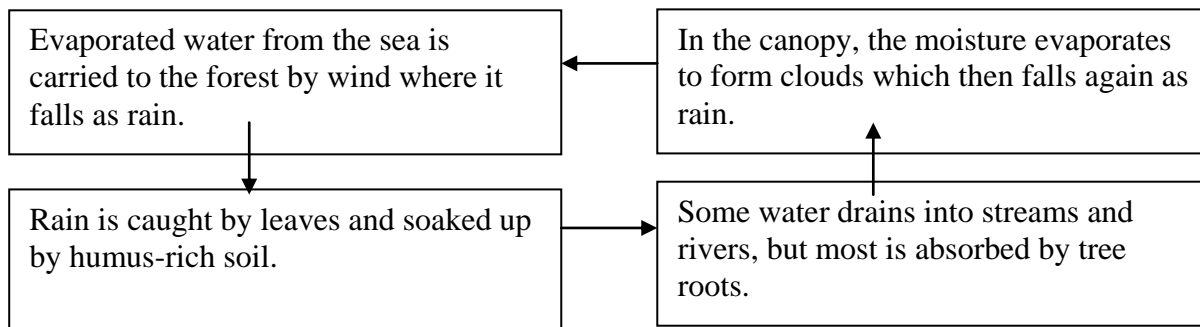 Evaporated water from the sea is
carried to the forest by wind where it
falls as rain.
In the canopy, the moisture evaporates
to form clouds which then falls again as
rain.
Rain is caught by leaves and soaked up
by humus-rich soil.
Some water drains into streams and
rivers, but most is absorbed by tree
roots.